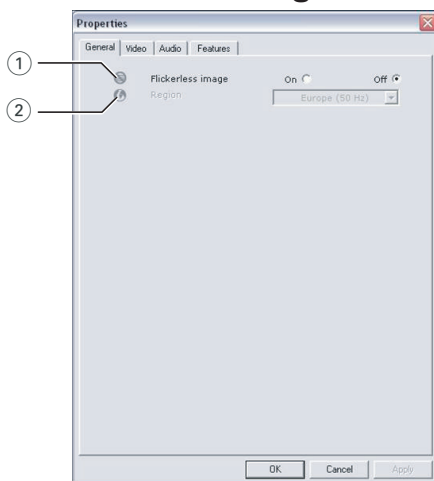 Properties
General Video Audio Features
1 Flickerless image On Off
2 Region Europe (50 Hz)
OK Cancel Apply